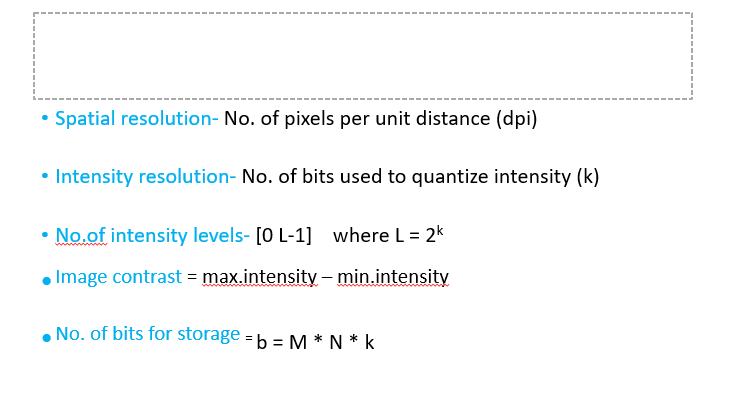 • Spatial resolution- No. of pixels per unit distance (dpi)
• Intensity resolution- No. of bits used to quantize intensity (k)
• No.of intensity levels- [0 L-1] where L = 2ᵏ
• Image contrast = max.intensity – min.intensity
• No. of bits for storage = b = M * N * k